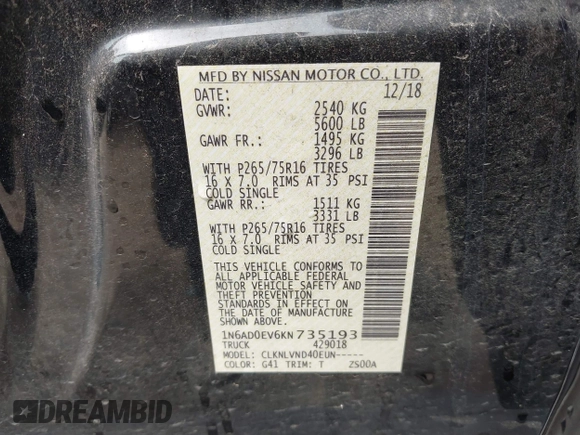 MFD BY NISSAN MOTOR CO., LTD.
DATE: 12/18
GVWR: 2540 KG
5600 LB
GAWR FR.: 1495 KG
3296 LB
WITH P265/75R16 TIRES
16 X 7.0 RIMS AT 35 PSI
COLD SINGLE
GAWR RR.: 1511 KG
3331 LB
WITH P265/75R16 TIRES
16 X 7.0 RIMS AT 35 PSI
COLD SINGLE
THIS VEHICLE CONFORMS TO
ALL APPLICABLE FEDERAL
MOTOR VEHICLE SAFETY AND
THEFT PREVENTION
STANDARDS IN EFFECT ON
THE DATE OF MANUFACTURE
SHOWN ABOVE.
1N6AD0EV6KN735193
TRUCK 429018
MODEL: CLKNLVND40EUN-----
COLOR: G41 TRIM: T ZS00A
DREAMBID